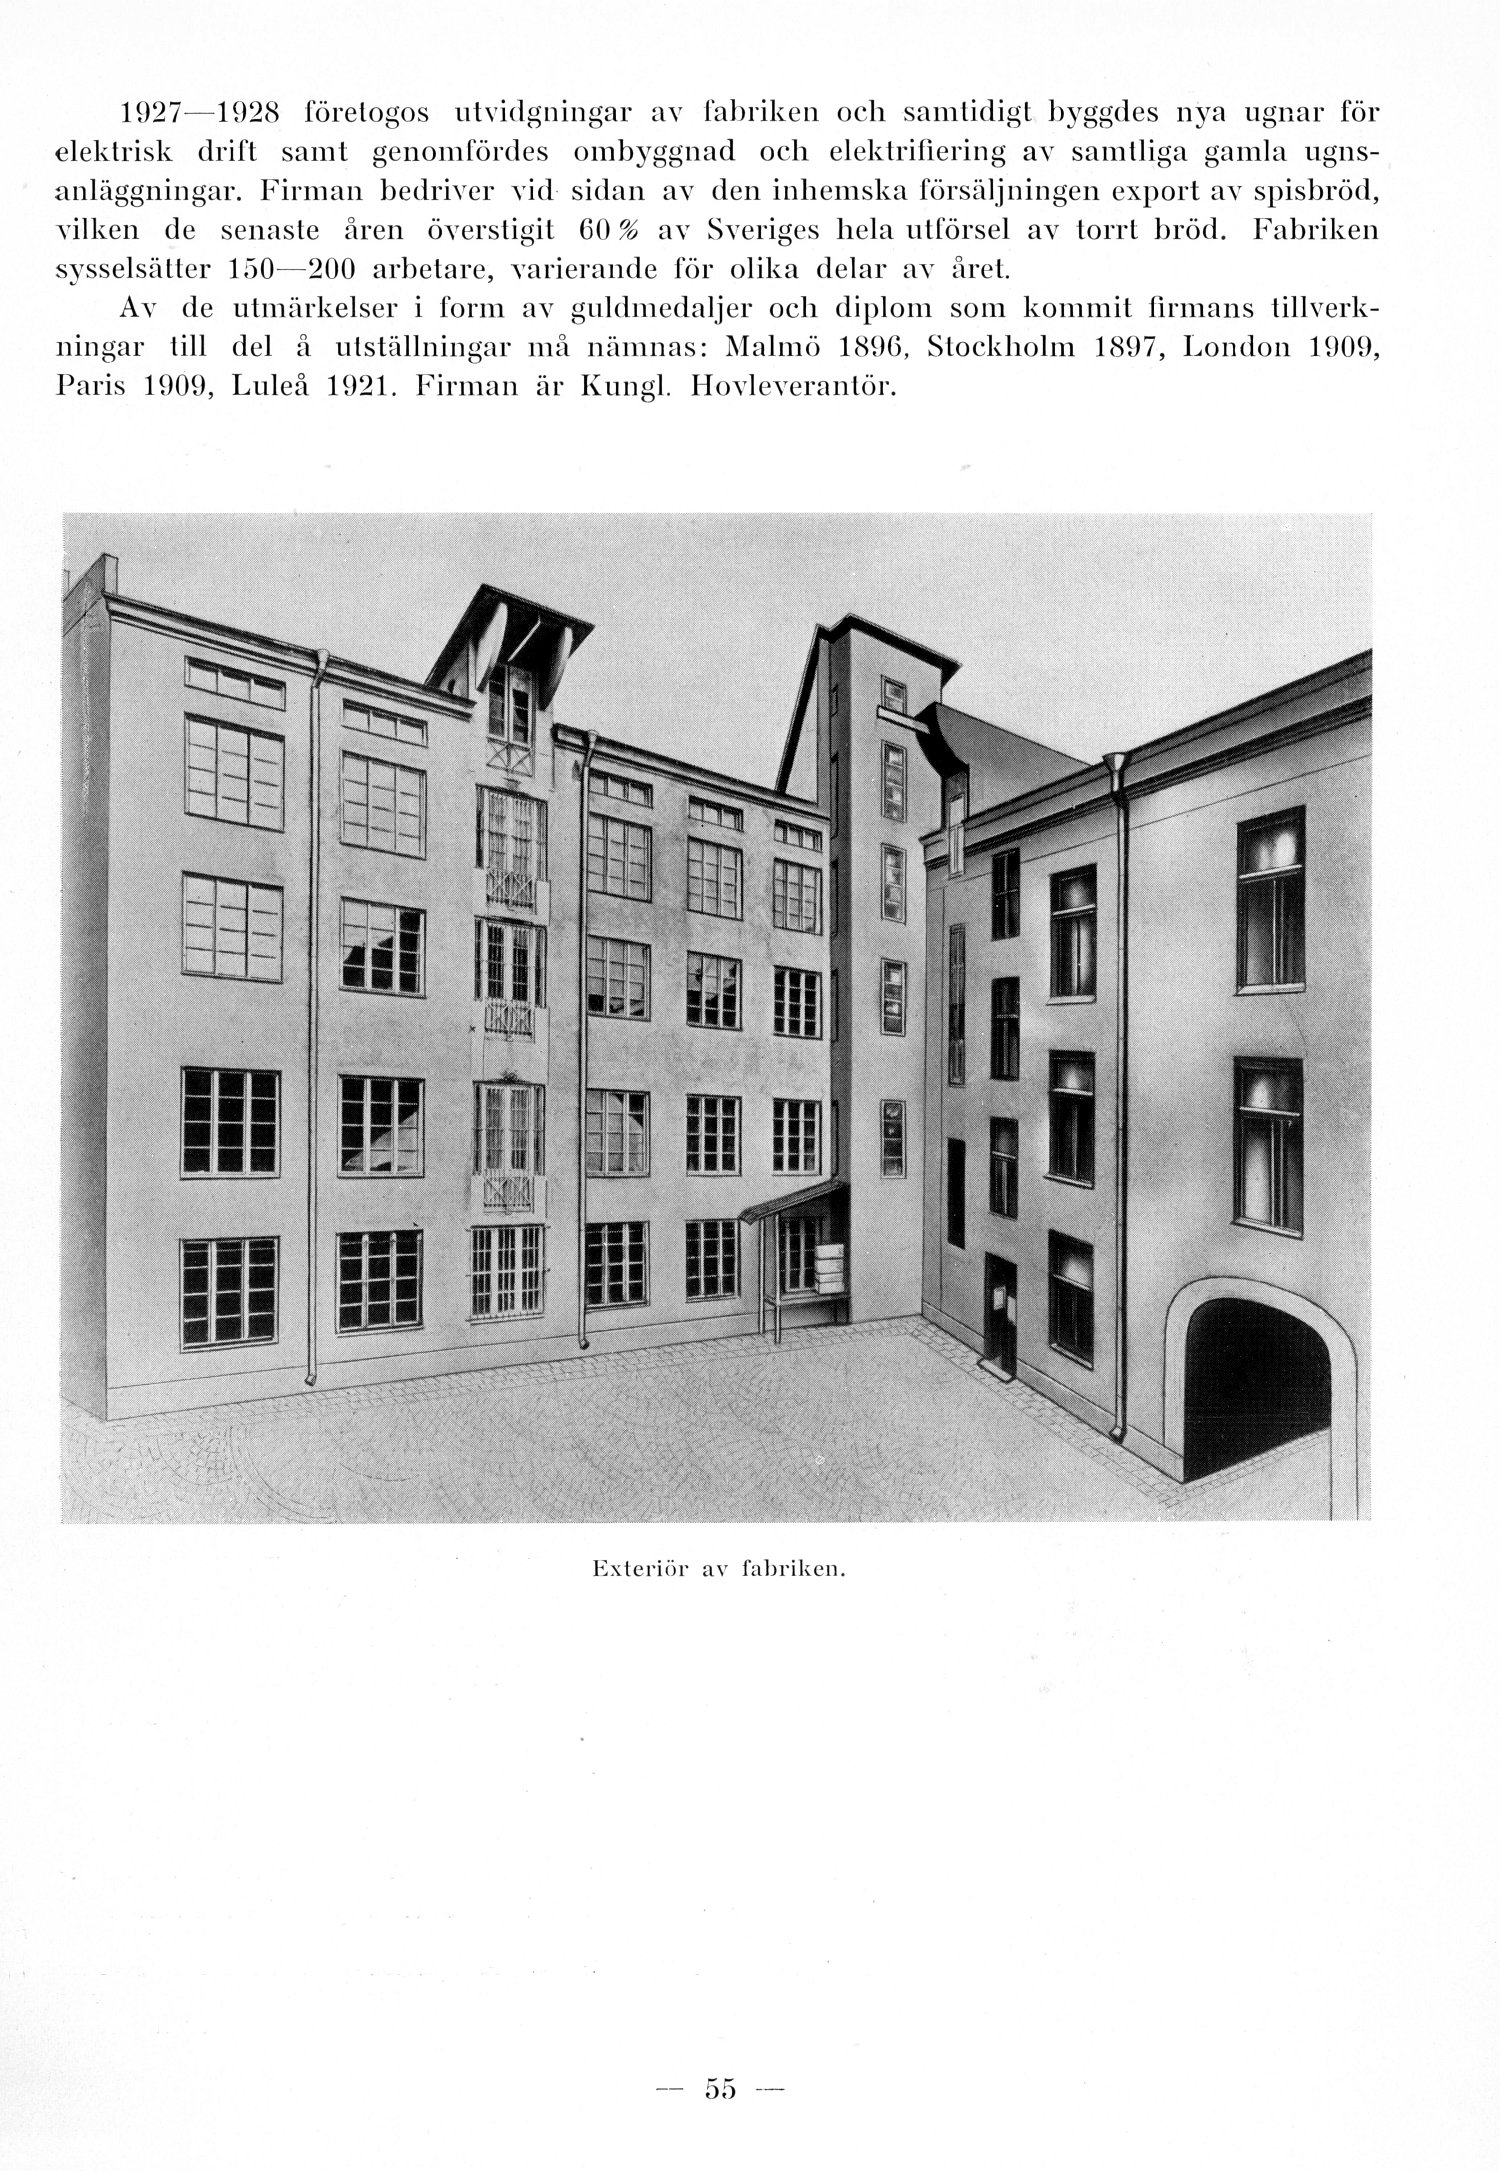 1927—1928 företogos utvidgningar av fabriken och samtidigt byggdes nya ugnar för
elektrisk drift samt genomfördes ombyggnad och elektrifiering av samtliga gamla ugns-
anläggningar. Firman bedriver vid sidan av den inhemska försäljningen export av spisbröd,
vilken de senaste åren överstigit 60 % av Sveriges hela utförsel av torrt bröd. Fabriken
sysselsätter 150—200 arbetare, varierande för olika delar av året.
Av de utmärkelser i form av guldmedaljer och diplom som kommit firmans tillverk-
ningar till del å utställningar må nämnas: Malmö 1896, Stockholm 1897, London 1909,
Paris 1909, Luleå 1921. Firman är Kungl. Hovleverantör.
Exteriör av fabriken.
— 55 —